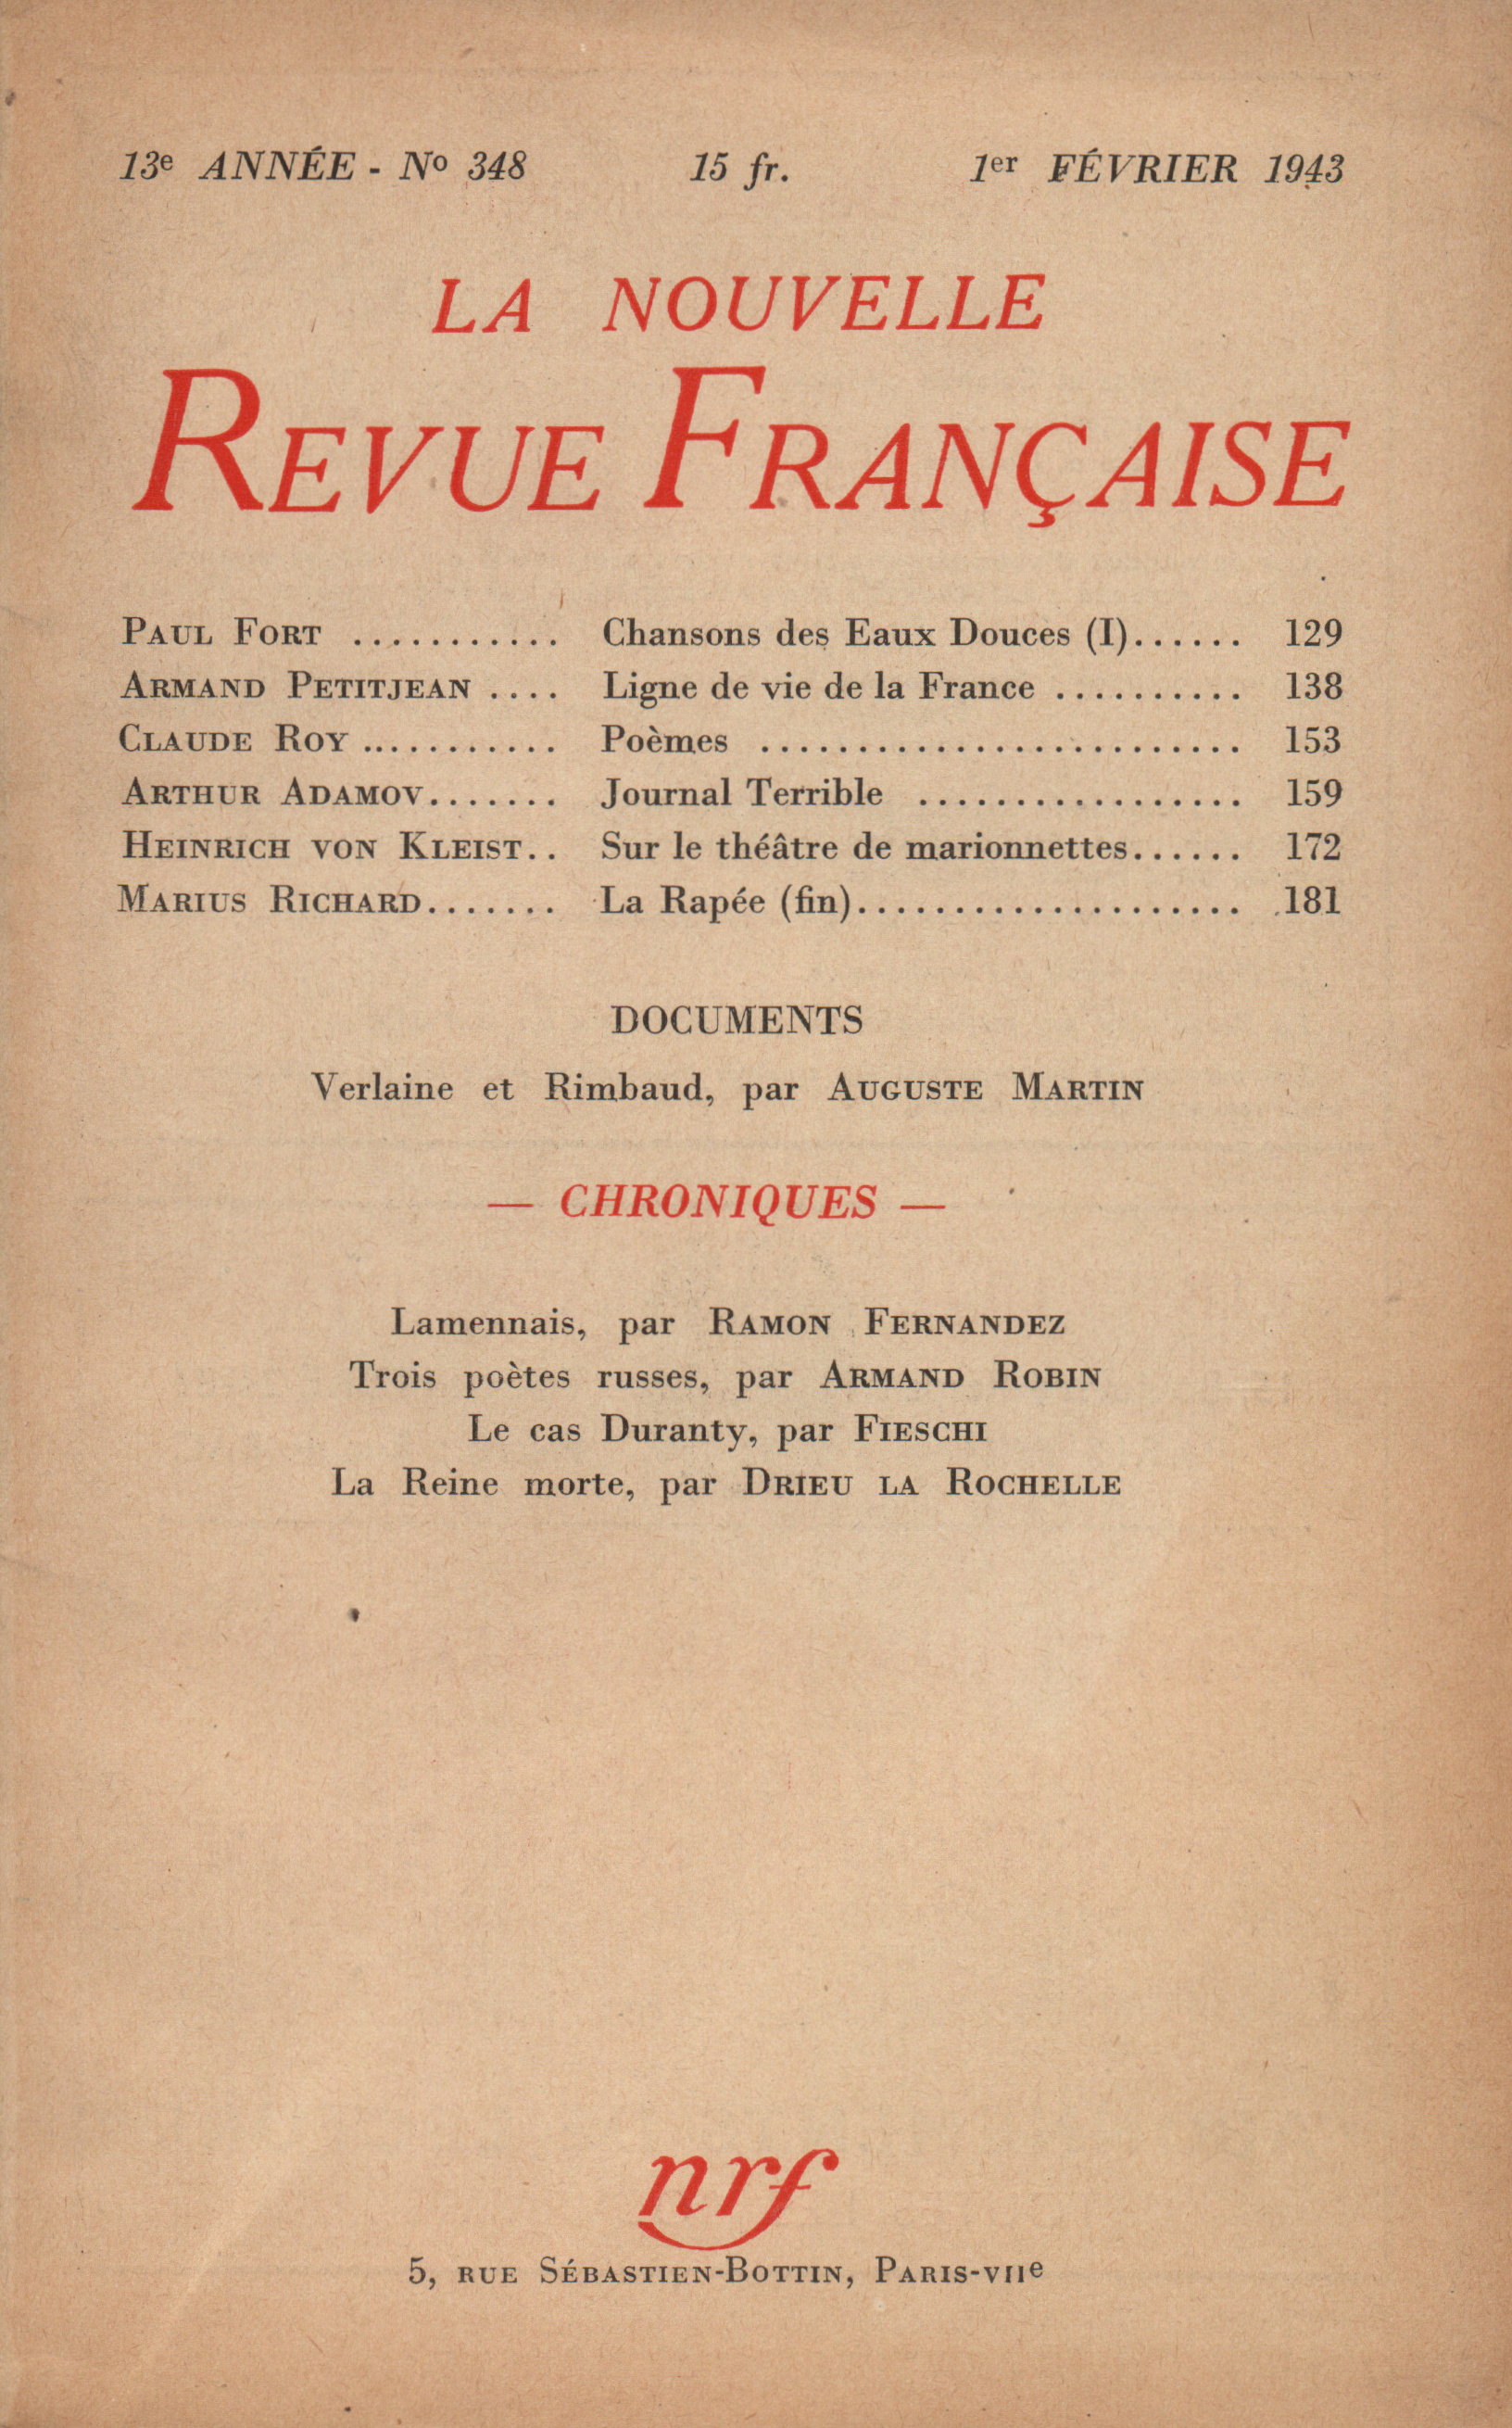 13e ANNÉE - No 348 15 fr. 1er FÉVRIER 1943
LA NOUVELLE
REVUE FRANÇAISE
PAUL FORT ........... Chansons des Eaux Douces (I)...... 129
ARMAND PETITJEAN .... Ligne de vie de la France .......... 138
CLAUDE ROY ........... Poèmes ......................... 153
ARTHUR ADAMOV....... Journal Terrible ................. 159
HEINRICH VON KLEIST.. Sur le théâtre de marionnettes...... 172
MARIUS RICHARD....... La Rapée (fin).................... 181
DOCUMENTS
Verlaine et Rimbaud, par AUGUSTE MARTIN
— CHRONIQUES —
Lamennais, par RAMON FERNANDEZ
Trois poètes russes, par ARMAND ROBIN
Le cas Duranty, par FIESCHI
La Reine morte, par DRIEU LA ROCHELLE
nrf
5, RUE SÉBASTIEN-BOTTIN, PARIS-VIIe